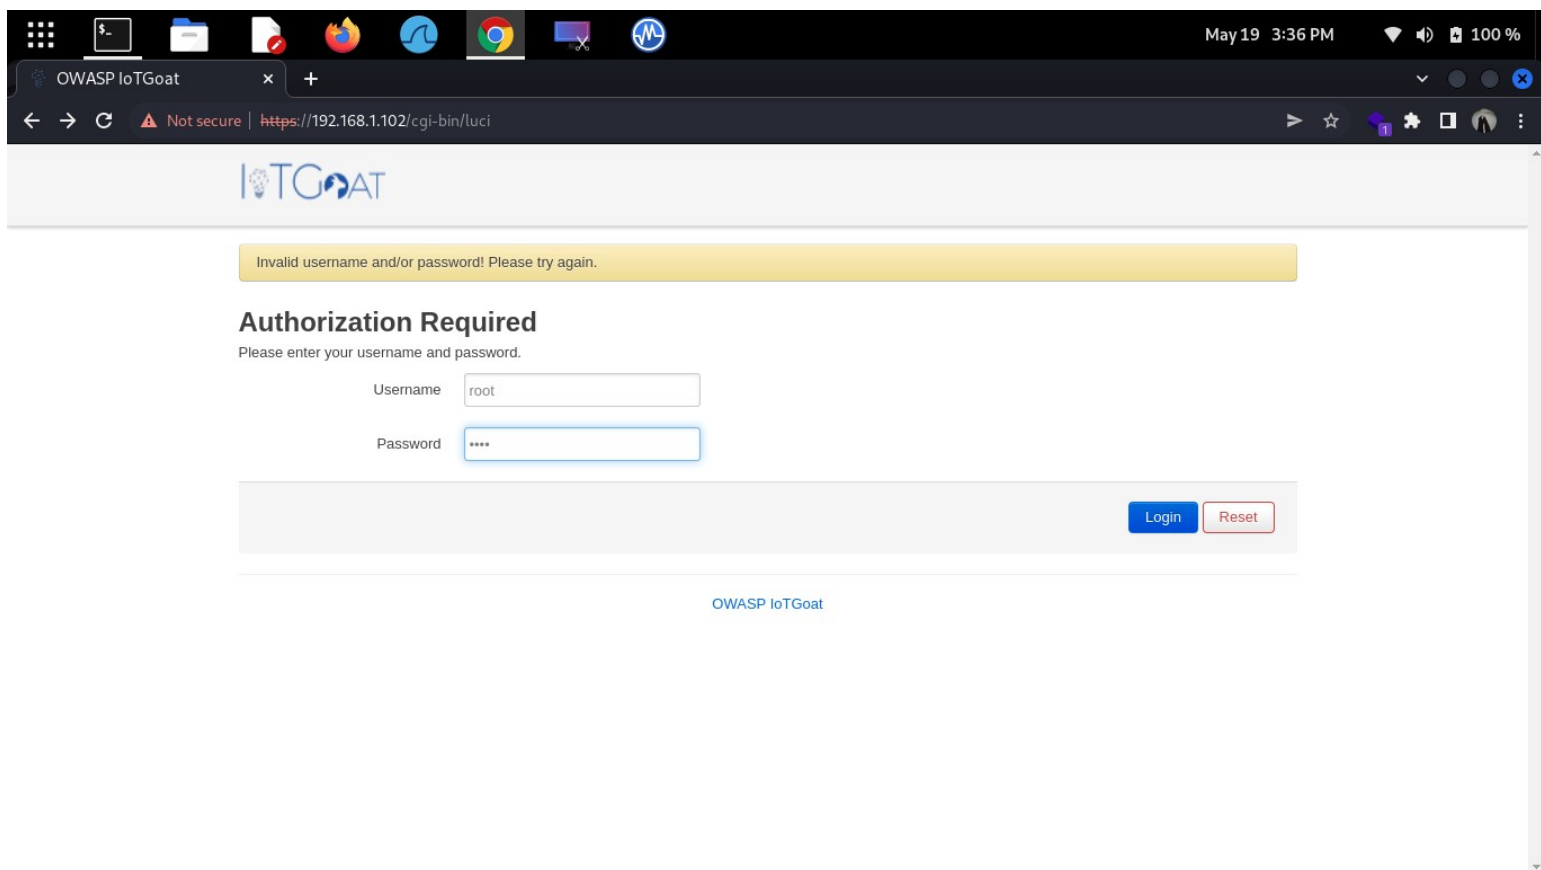 $_
May 19 3:36 PM 100 %
OWASP IoTGoat
Not secure | https://192.168.1.102/cgi-bin/luci
1
IoTGoat
Invalid username and/or password! Please try again.
Authorization Required
Please enter your username and password.
Username root
Password ••••
Login Reset
OWASP IoTGoat